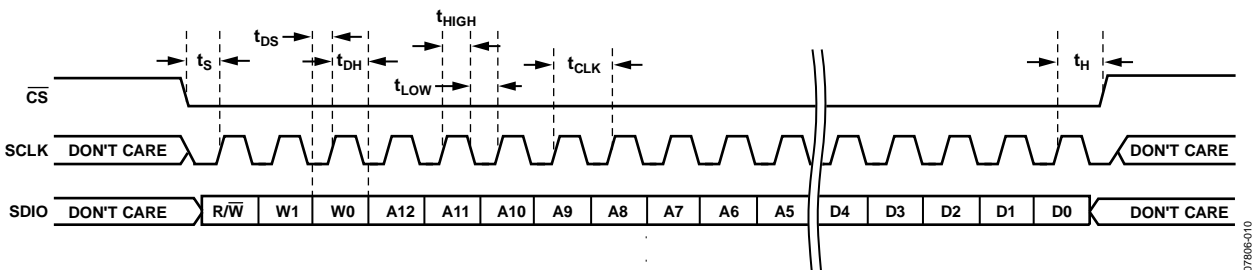 tHIGH
tDS
tS
tDH
tCLK
tH
tLOW
CS
SCLK DON'T CARE DON'T CARE
SDIO DON'T CARE R/W W1 W0 A12 A11 A10 A9 A8 A7 A6 A5 D4 D3 D2 D1 D0 DON'T CARE
07806-010